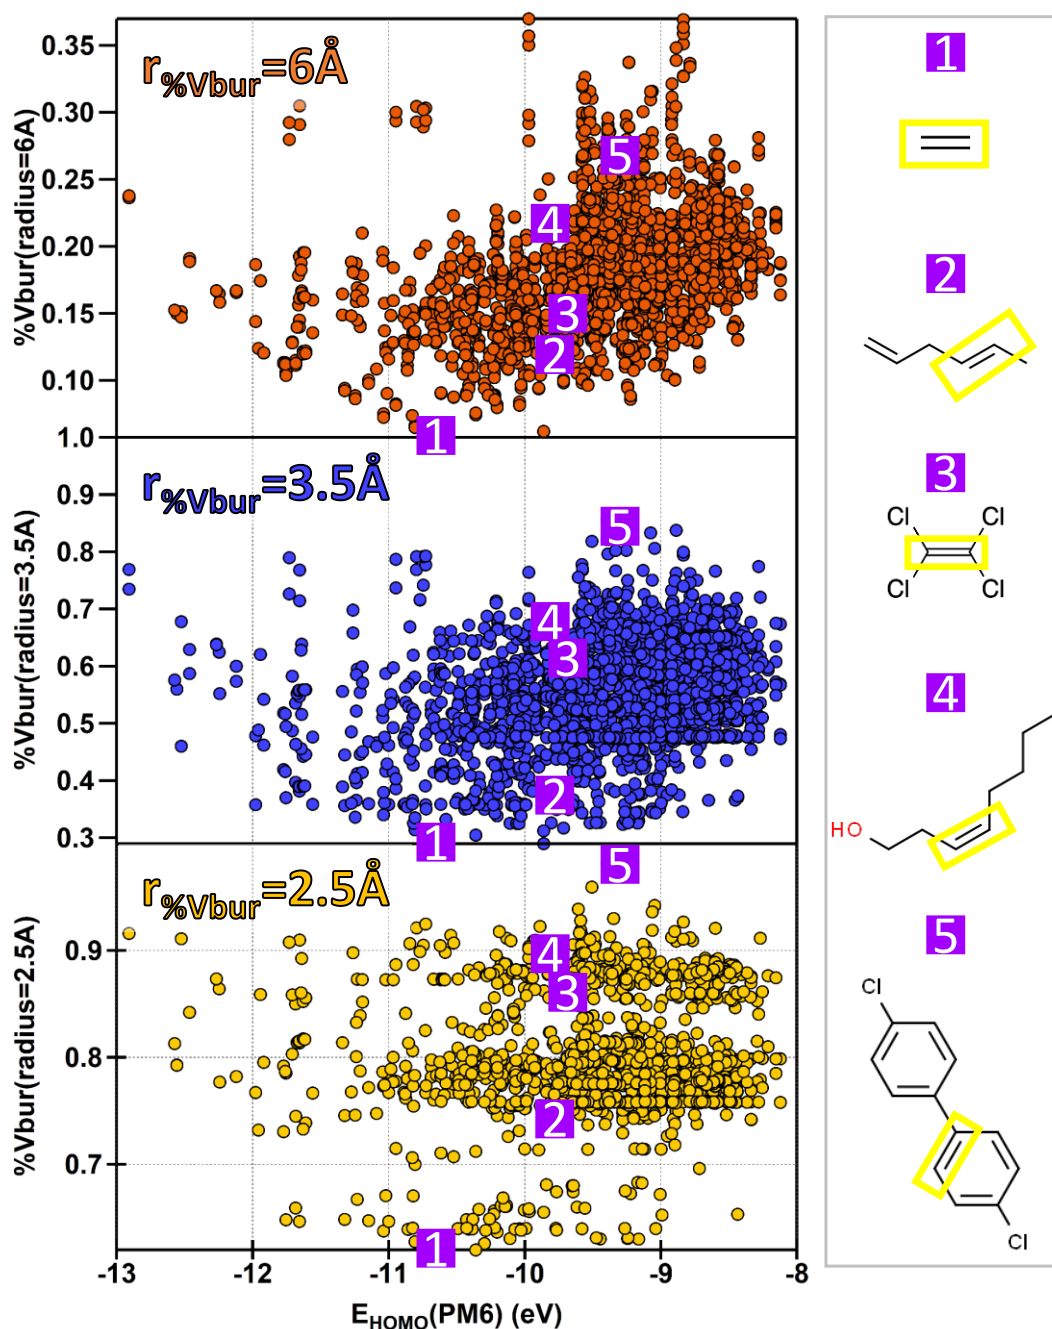 r%Vbur=6Å
%Vbur(radius=6A)
0.35
0.30
0.25
0.20
0.15
0.10
5
4
3
2
1
r%Vbur=3.5Å
%Vbur(radius=3.5A)
1.0
0.9
0.8
0.7
0.6
0.5
0.4
0.3
5
4
3
2
1
r%Vbur=2.5Å
%Vbur(radius=2.5A)
0.9
0.8
0.7
5
4
3
2
1
-13 -12 -11 -10 -9 -8
EHOMO(PM6) (eV)
1
2
3
Cl Cl
Cl Cl
4
HO
5
Cl
Cl